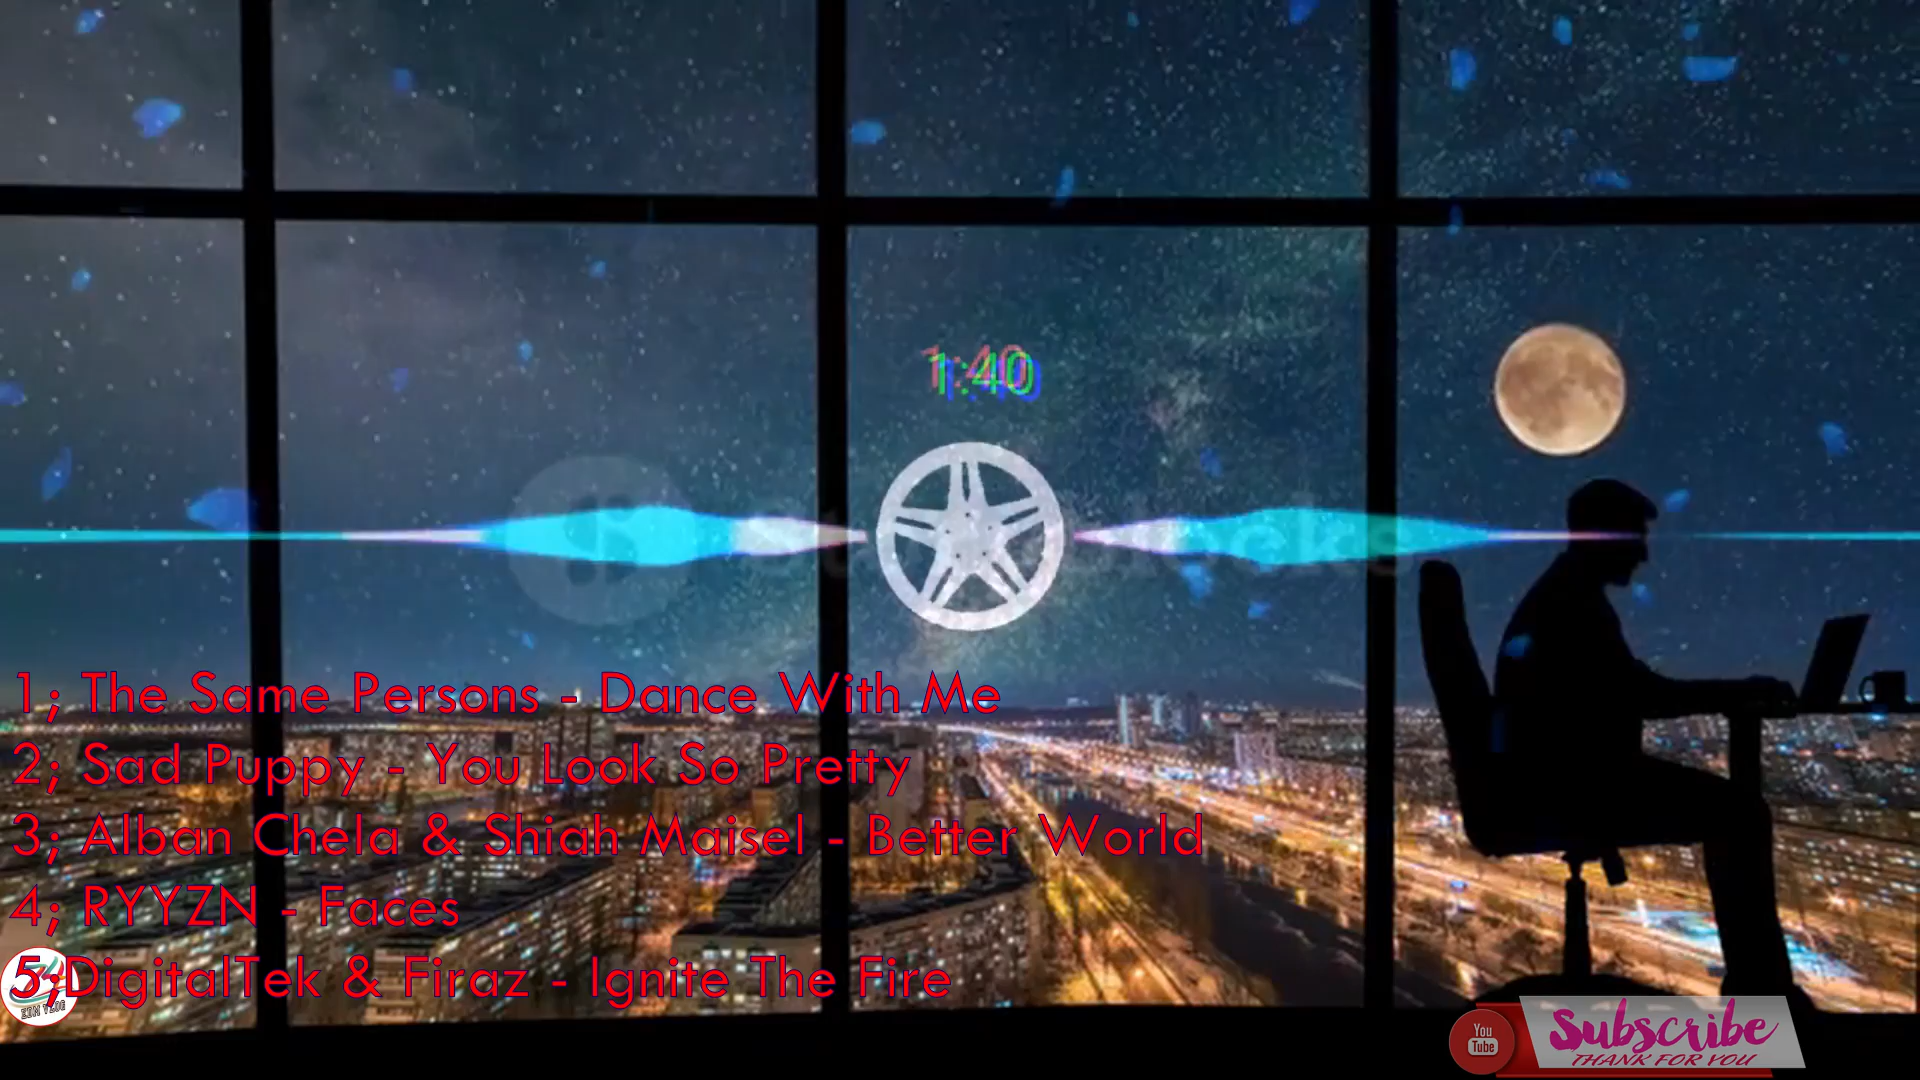 1:40
1; The Same Persons - Dance With Me
2; Sad Puppy - You Look So Pretty
3; Alban Chela & Shiah Maisel - Better World
4; RYYZN - Faces
5;DigitalTek & Firaz - Ignite The Fire
You
Tube
Subscribe
THANK FOR YOU